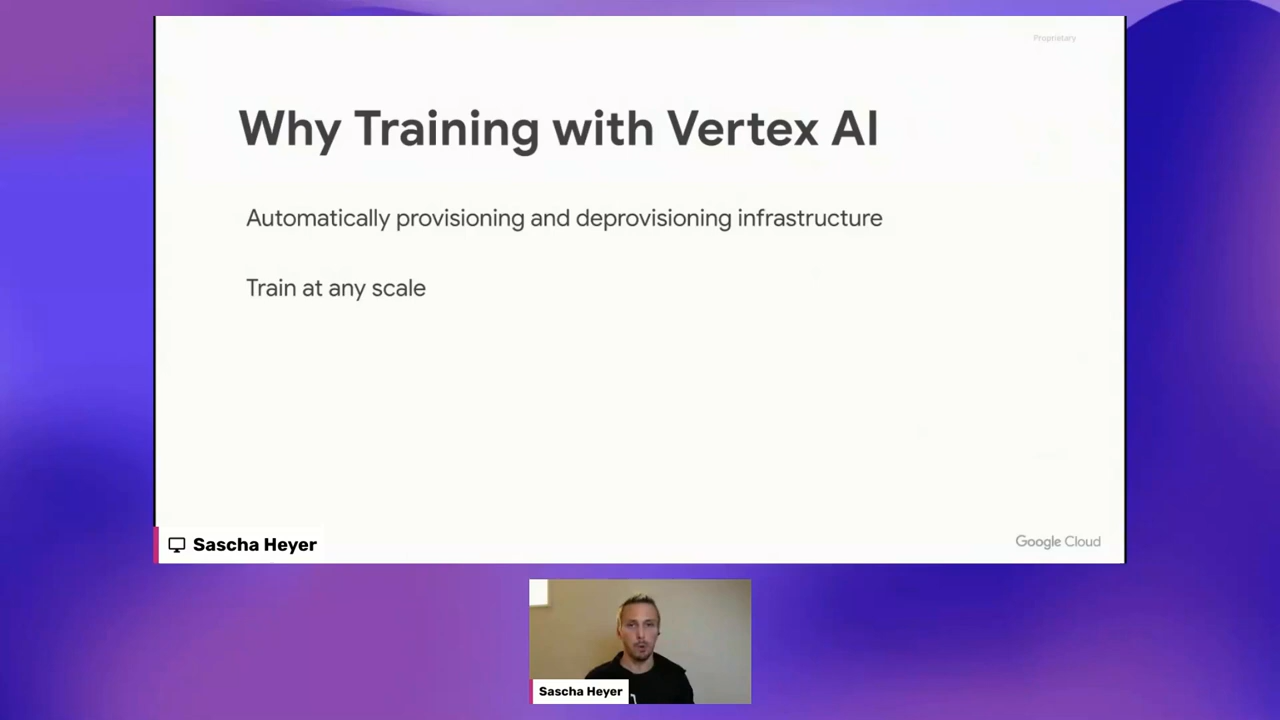 Proprietary
Why Training with Vertex AI
Automatically provisioning and deprovisioning infrastructure
Train at any scale
Sascha Heyer
Google Cloud
Sascha Heyer